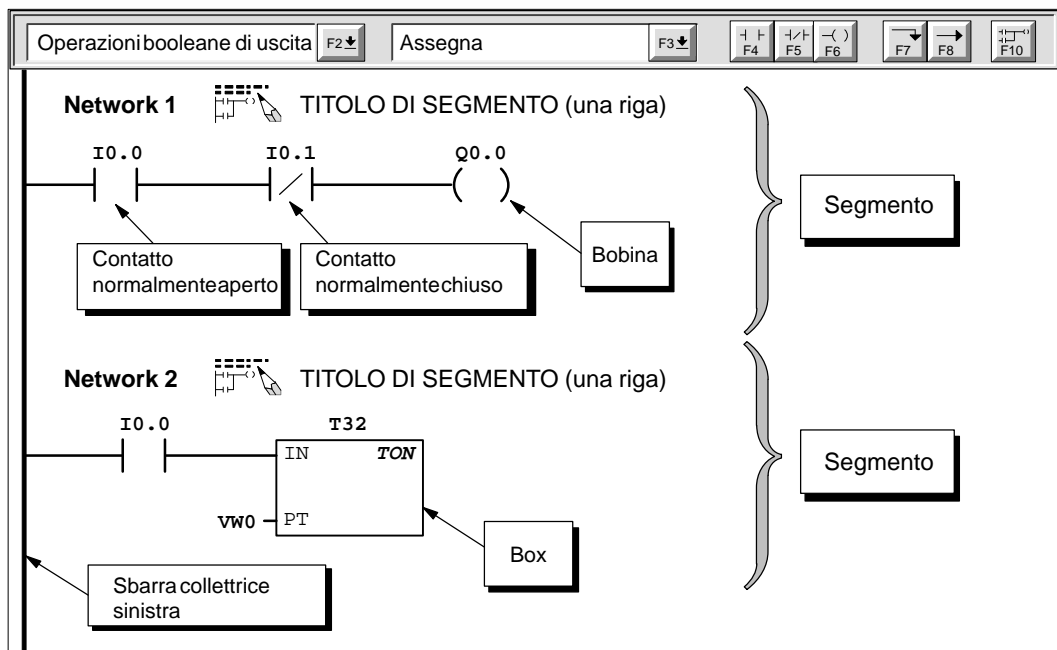 Operazioni booleane di uscita F2 Assegna F3 F4 F5 F6 F7 F8 F10
Network 1 TITOLO DI SEGMENTO (una riga)
I0.0 I0.1 Q0.0
Segmento
Contatto
normalmente aperto
Contatto
normalmente chiuso
Bobina
Network 2 TITOLO DI SEGMENTO (una riga)
I0.0 T32
IN TON
Segmento
VW0 PT
Box
Sbarra collettrice
sinistra